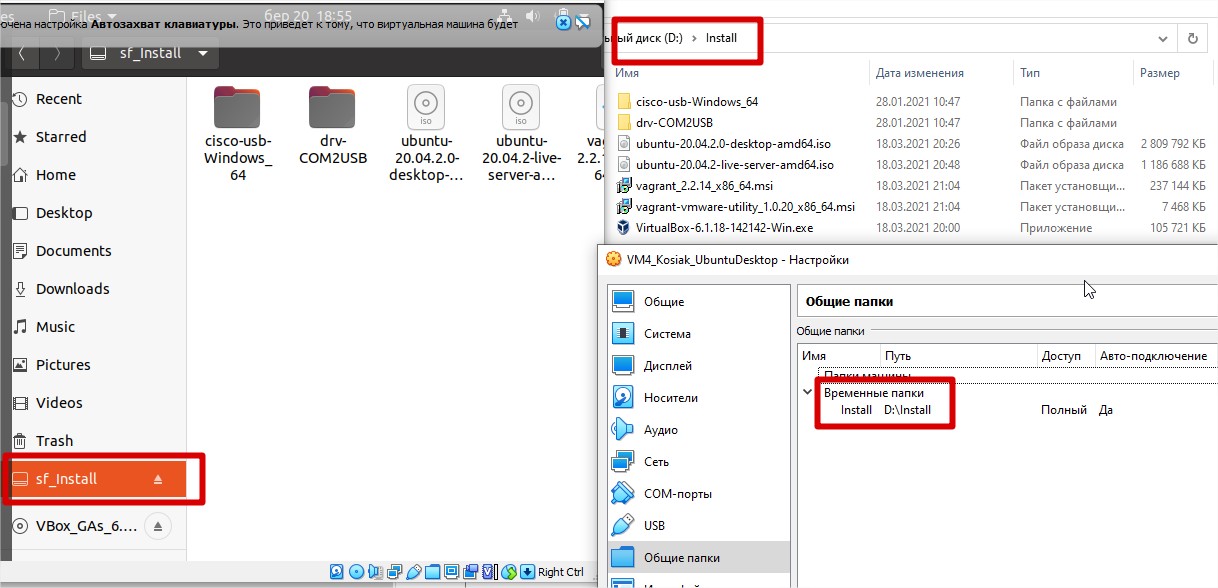 Files
бер 20 18:55
ючена настройка Автозахват клавиатуры. Это приведет к тому, что виртуальная машина будет
sf_Install
Recent
Starred
Home
Desktop
Documents
Downloads
Music
Pictures
Videos
Trash
sf_Install
VBox_GAs_6....
cisco-usb-
Windows_
64
drv-
COM2USB
ubuntu-
20.04.2.0-
desktop-...
ubuntu-
20.04.2-live-
server-a...
iso
iso
Right Ctrl
ный диск (D:) > Install
Имя Дата изменения Тип Размер
cisco-usb-Windows_64 28.01.2021 10:47 Папка с файлами
drv-COM2USB 28.01.2021 10:47 Папка с файлами
ubuntu-20.04.2.0-desktop-amd64.iso 18.03.2021 20:26 Файл образа диска 2 809 792 КБ
ubuntu-20.04.2-live-server-amd64.iso 18.03.2021 20:48 Файл образа диска 1 186 688 КБ
vagrant_2.2.14_x86_64.msi 18.03.2021 21:04 Пакет установщи... 237 144 КБ
vagrant-vmware-utility_1.0.20_x86_64.msi 18.03.2021 21:04 Пакет установщи... 7 468 КБ
VirtualBox-6.1.18-142142-Win.exe 18.03.2021 20:00 Приложение 105 721 КБ
VM4_Kosiak_UbuntuDesktop - Настройки
Общие
Система
Дисплей
Носители
Аудио
Сеть
COM-порты
USB
Общие папки
Общие папки
Общие папки
Имя Путь Доступ Авто-подключение
Папки машины
Временные папки
Install D:\Install Полный Да